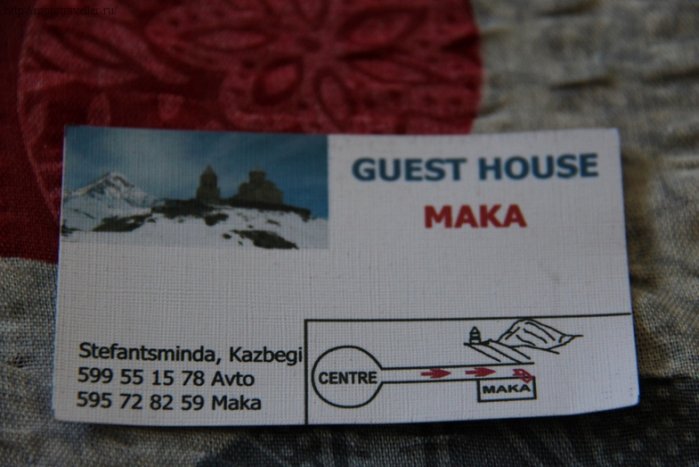 GUEST HOUSE
MAKA
Stefantsminda, Kazbegi
599 55 15 78 Avto
595 72 82 59 Maka
CENTRE
MAKA